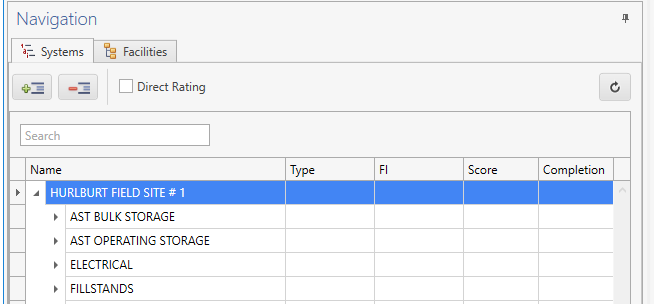 Navigation
Systems Facilities
Direct Rating
Search
Name Type FI Score Completion
HURLBURT FIELD SITE # 1
AST BULK STORAGE
AST OPERATING STORAGE
ELECTRICAL
FILLSTANDS